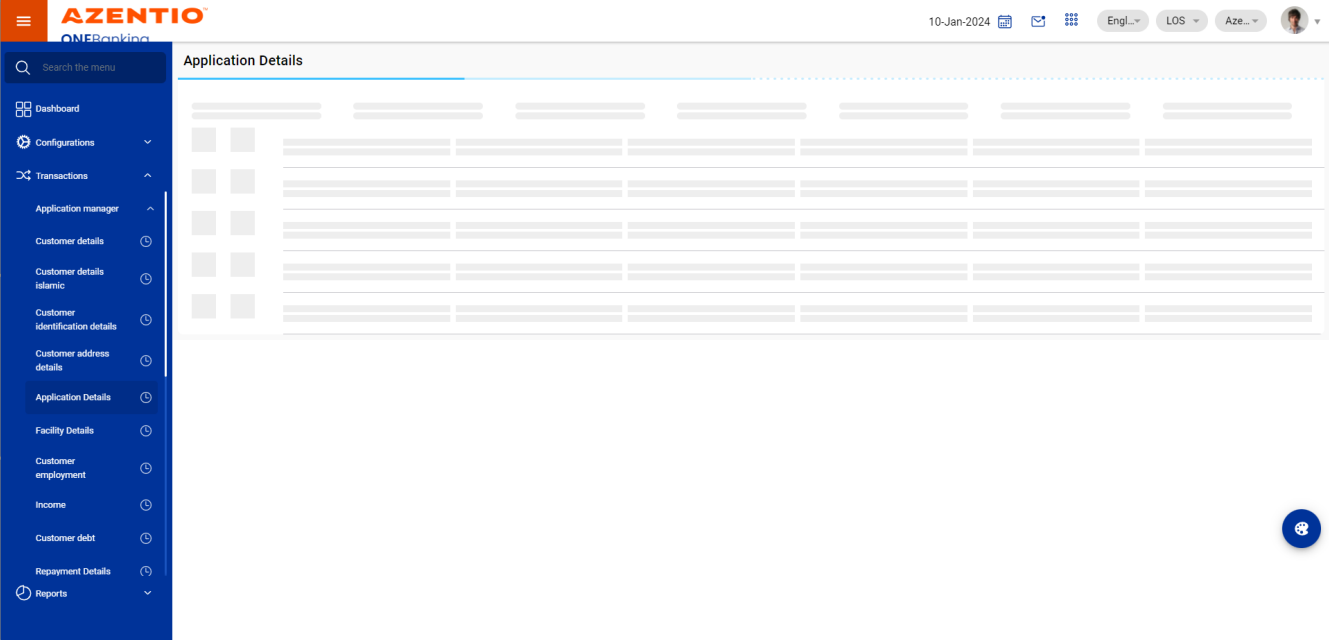 AZENTIO™
ONEBanking
10-Jan-2024
Engl...
LOS
Aze...
Search the menu
Application Details
Dashboard
Configurations
Transactions
Application manager
Customer details
Customer details
islamic
Customer
identification details
Customer address
details
Application Details
Facility Details
Customer
employment
Income
Customer debt
Repayment Details
Reports